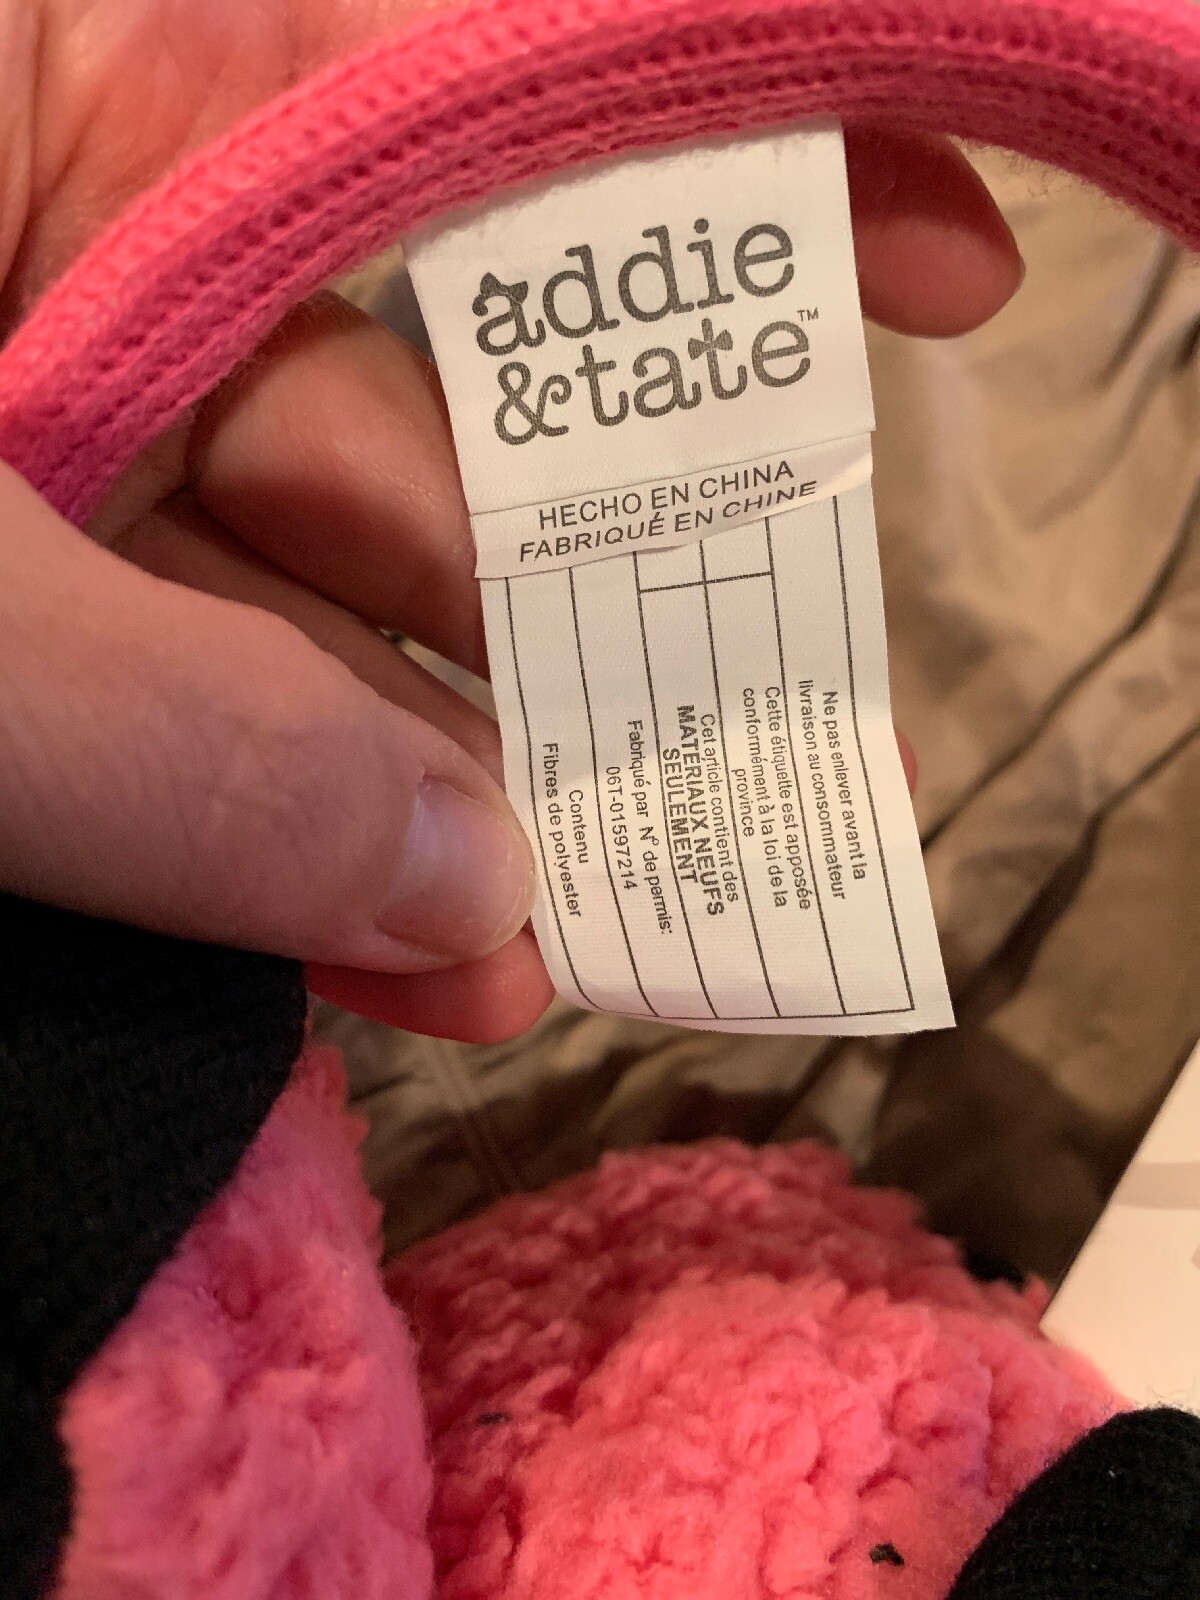 addie
&tate™
HECHO EN CHINA
FABRIQUÉ EN CHINE
Ne pas enlever avant la
livraison au consommateur
Cette étiquette est apposée
conformément à la loi de la
province
Cet article contient des
MATÉRIAUX NEUFS
SEULEMENT
Fabriqué par Nº de permis:
06T-01597214
Contenu
Fibres de polyester